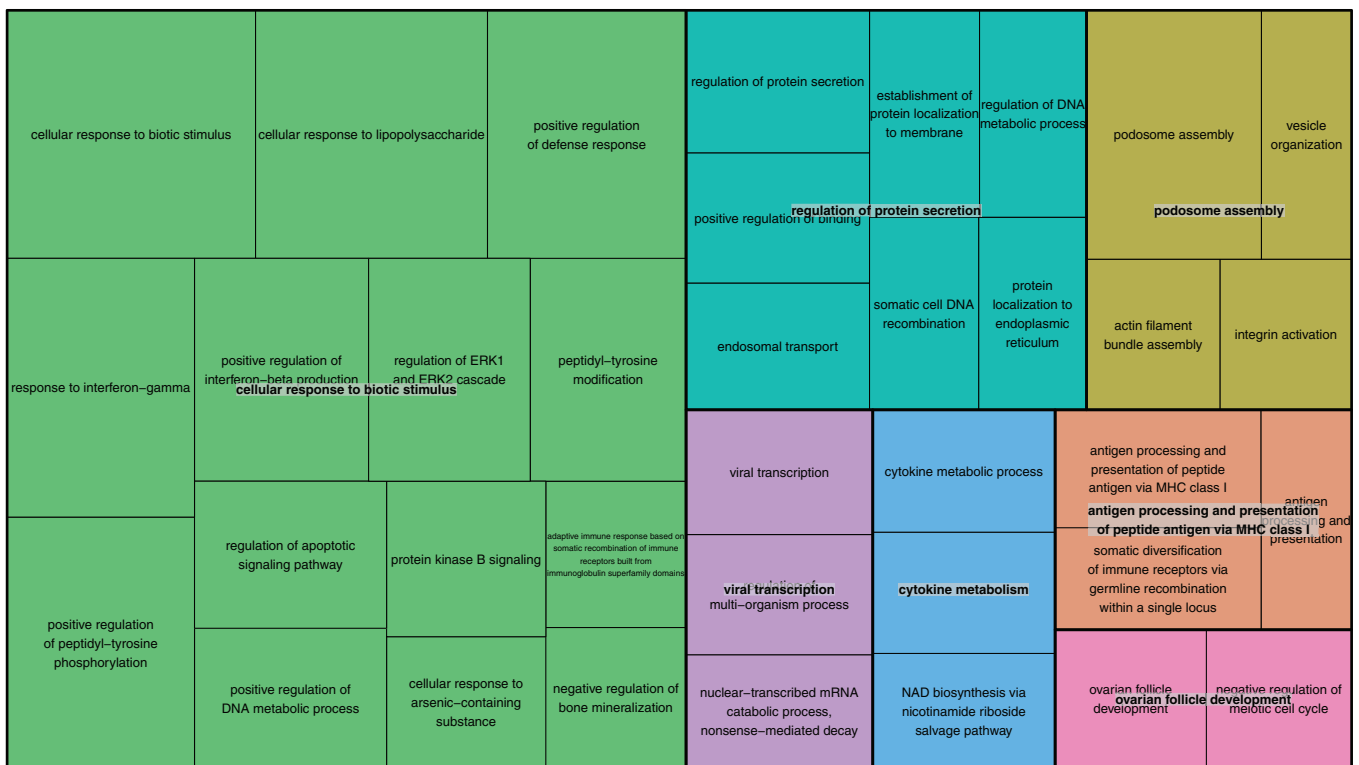 cellular response to biotic stimulus
cellular response to lipopolysaccharide
positive regulation
of defense response
response to interferon−gamma
positive regulation of
interferon−beta production
regulation of ERK1
and ERK2 cascade
peptidyl−tyrosine
modification
cellular response to biotic stimulus
positive regulation
of peptidyl−tyrosine
phosphorylation
regulation of apoptotic
signaling pathway
protein kinase B signaling
adaptive immune response based on
somatic recombination of immune
receptors built from
immunoglobulin superfamily domains
positive regulation of
DNA metabolic process
cellular response to
arsenic−containing
substance
negative regulation of
bone mineralization
regulation of protein secretion
establishment of
protein localization
to membrane
regulation of DNA
metabolic process
positive regulation of binding
regulation of protein secretion
endosomal transport
somatic cell DNA
recombination
protein
localization to
endoplasmic
reticulum
podosome assembly
vesicle
organization
podosome assembly
actin filament
bundle assembly
integrin activation
viral transcription
regulation of
multi−organism process
viral transcription
nuclear−transcribed mRNA
catabolic process,
nonsense−mediated decay
cytokine metabolic process
cytokine metabolism
NAD biosynthesis via
nicotinamide riboside
salvage pathway
antigen processing and
presentation of peptide
antigen via MHC class I
antigen
processing and
presentation
antigen processing and presentation
of peptide antigen via MHC class I
somatic diversification
of immune receptors via
germline recombination
within a single locus
ovarian follicle
development
negative regulation of
meiotic cell cycle
ovarian follicle development